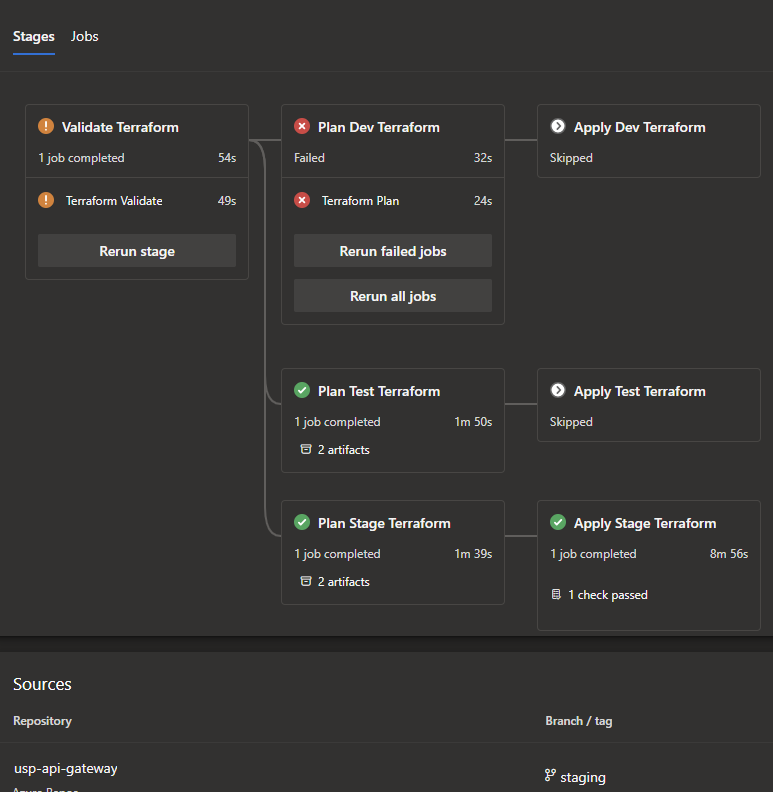 Stages Jobs
Validate Terraform
1 job completed 54s
Terraform Validate 49s
Rerun stage
Plan Dev Terraform
Failed 32s
Terraform Plan 24s
Rerun failed jobs
Rerun all jobs
Apply Dev Terraform
Skipped
Plan Test Terraform
1 job completed 1m 50s
2 artifacts
Apply Test Terraform
Skipped
Plan Stage Terraform
1 job completed 1m 39s
2 artifacts
Apply Stage Terraform
1 job completed 8m 56s
1 check passed
Sources
Repository Branch / tag
usp-api-gateway staging
Azure Repos